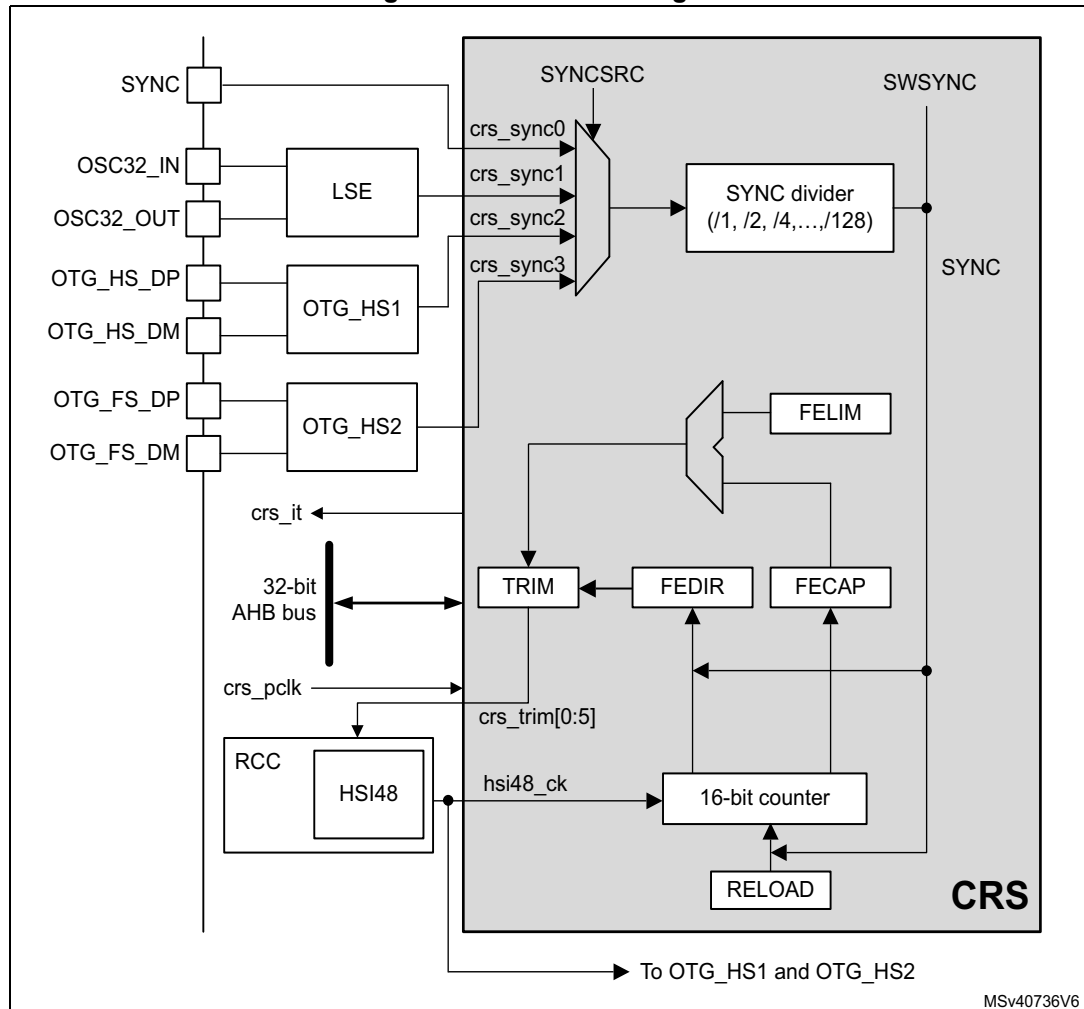 SYNC
OSC32_IN
OSC32_OUT
OTG_HS_DP
OTG_HS_DM
OTG_FS_DP
OTG_FS_DM
LSE
OTG_HS1
OTG_HS2
SYNCSRC
SWSYNC
crs_sync0
crs_sync1
crs_sync2
crs_sync3
SYNC divider
(/1, /2, /4,…,/128)
SYNC
FELIM
crs_it
32-bit
AHB bus
TRIM
FEDIR
FECAP
crs_pclk
crs_trim[0:5]
RCC
HSI48
hsi48_ck
16-bit counter
RELOAD
CRS
To OTG_HS1 and OTG_HS2
MSv40736V6